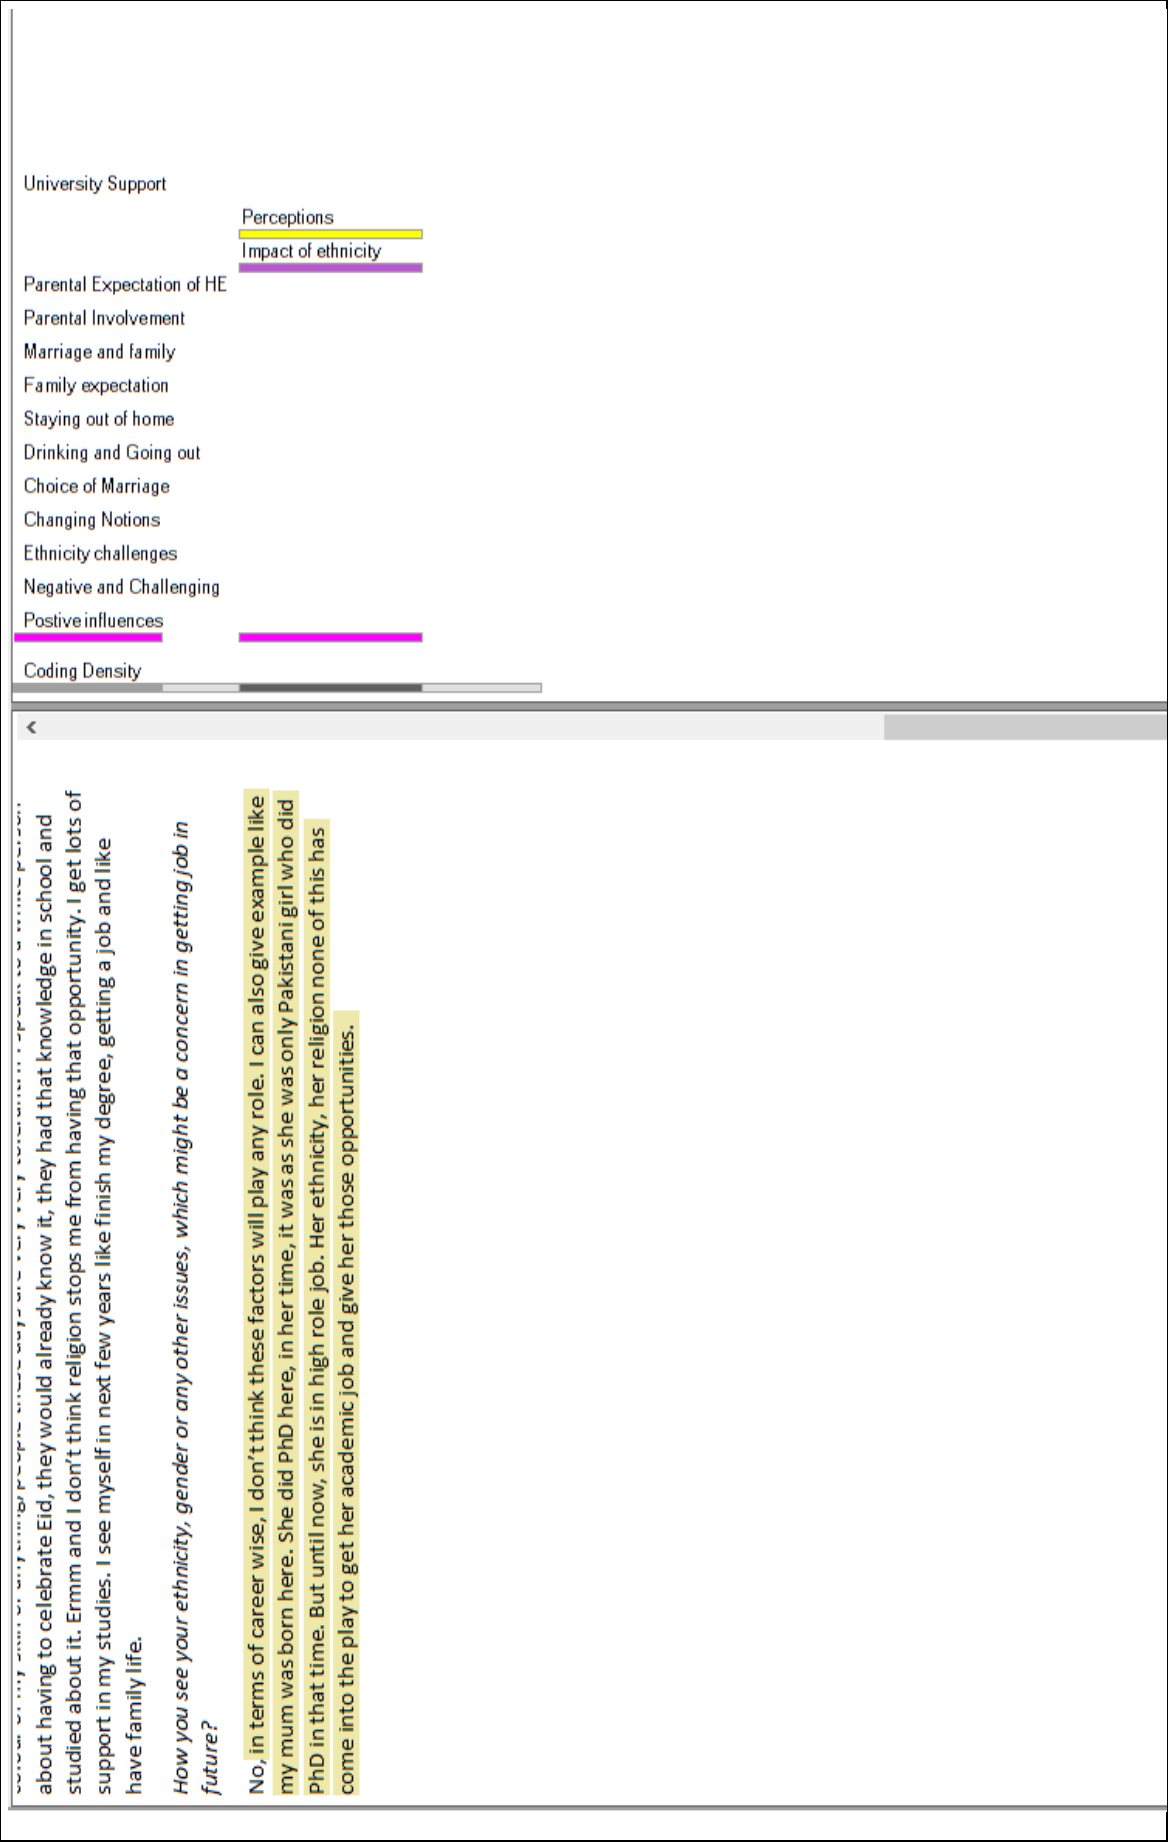 University Support
Perceptions
Impact of ethnicity
Parental Expectation of HE
Parental Involvement
Marriage and family
Family expectation
Staying out of home
Drinking and Going out
Choice of Marriage
Changing Notions
Ethnicity challenges
Negative and Challenging
Postive influences
Coding Density
about having to celebrate Eid, they would already know it, they had that knowledge in school and
studied about it. Ermm and I don't think religion stops me from having that opportunity. I get lots of
support in my studies. I see myself in next few years like finish my degree, getting a job and like
have family life.
How you see your ethnicity, gender or any other issues, which might be a concern in getting job in
future?
No, in terms of career wise, I don't think these factors will play any role. I can also give example like
my mum was born here. She did PhD here, in her time, it was as she was only Pakistani girl who did
PhD in that time. But until now, she is in high role job. Her ethnicity, her religion none of this has
come into the play to get her academic job and give her those opportunities.